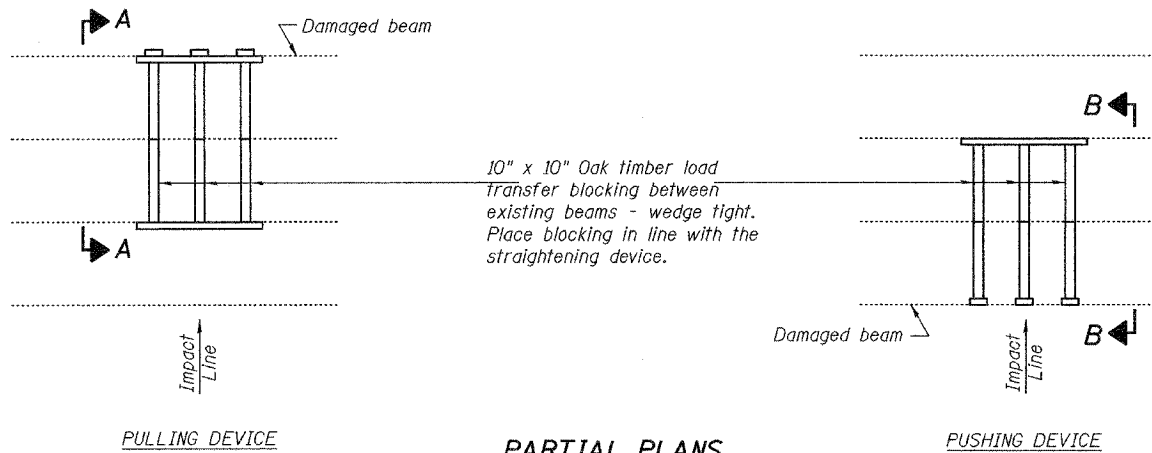 A
Damaged beam
B
10" x 10" Oak timber load
transfer blocking between
existing beams - wedge tight.
Place blocking in line with the
straightening device.
A
Damaged beam
B
Impact
Line
Impact
Line
PULLING DEVICE
PARTIAL PLANS
PUSHING DEVICE